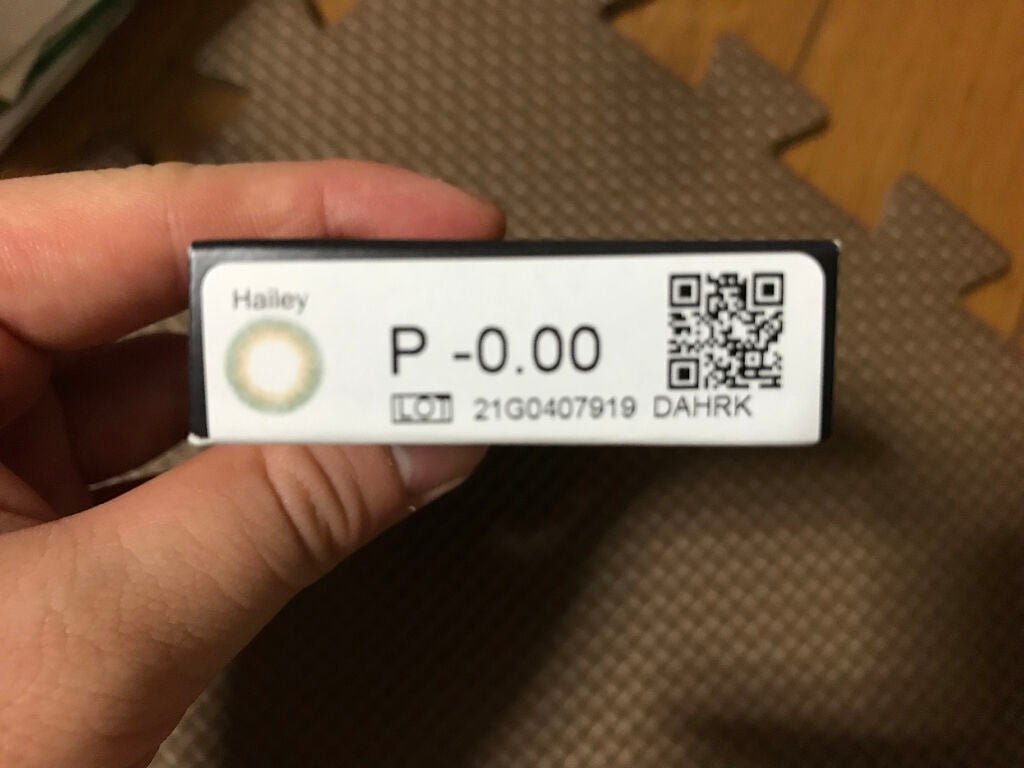 Hailey
P -0.00
LOT 21G0407919 DAHRK